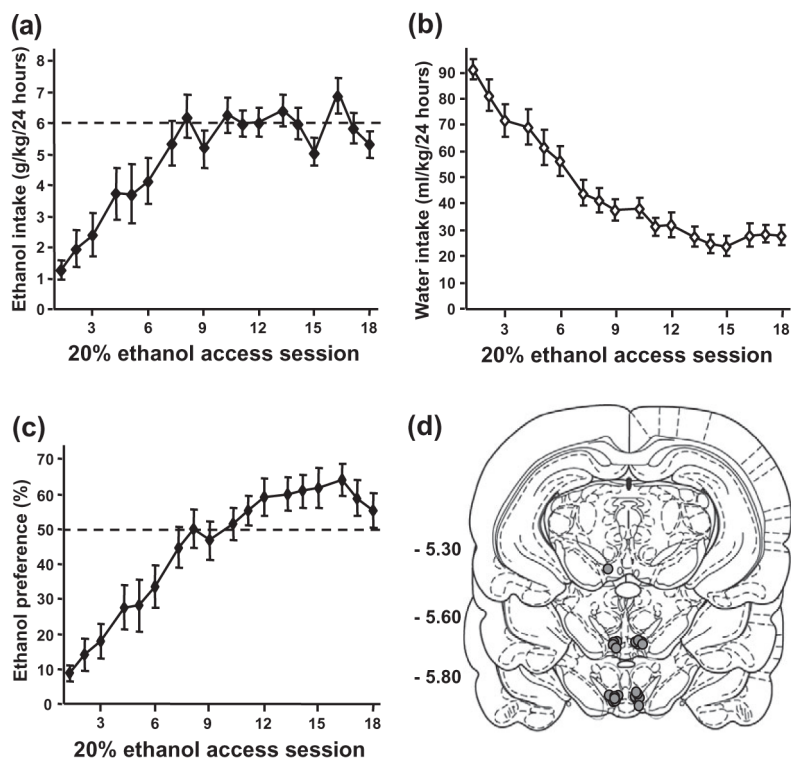 (a)
Ethanol intake (g/kg/24 hours)
8
7
6
5
4
3
2
1
0
3 6 9 12 15 18
20% ethanol access session
(b)
Water intake (ml/kg/24 hours)
90
80
70
60
50
40
30
20
10
0
3 6 9 12 15 18
20% ethanol access session
(c)
Ethanol preference (%)
70
60
50
40
30
20
10
0
3 6 9 12 15 18
20% ethanol access session
(d)
- 5.30
- 5.60
- 5.80